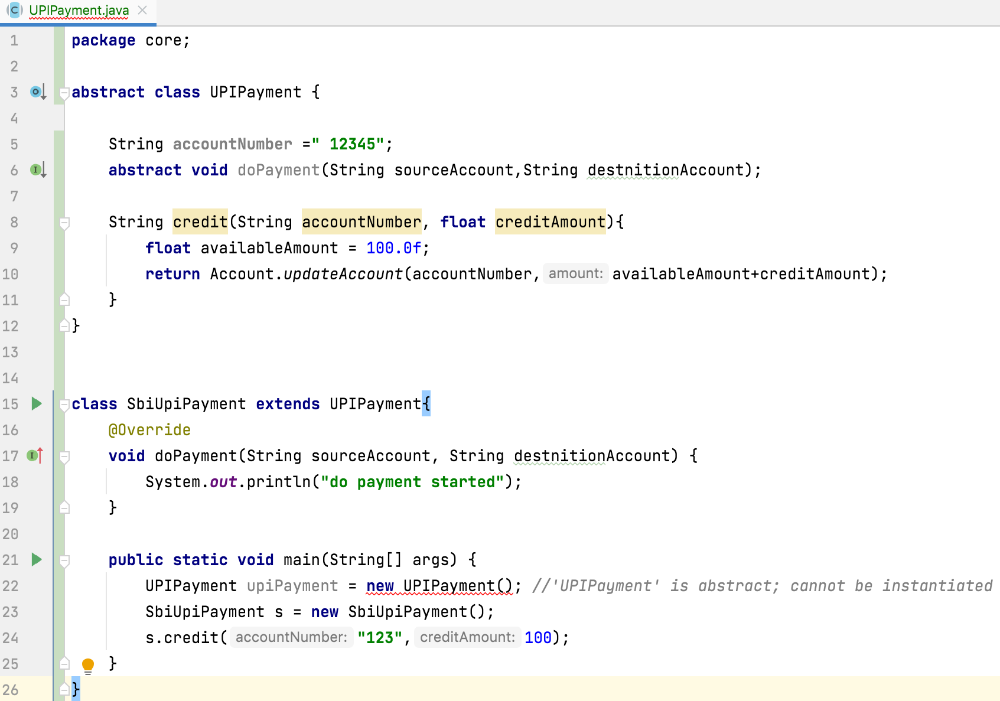 UPIPayment.java
1 package core;
2
3 abstract class UPIPayment {
4
5 String accountNumber =" 12345";
6 abstract void doPayment(String sourceAccount,String destnitionAccount);
7
8 String credit(String accountNumber, float creditAmount){
9 float availableAmount = 100.0f;
10 return Account.updateAccount(accountNumber, amount: availableAmount+creditAmount);
11 }
12 }
13
14
15 class SbiUpiPayment extends UPIPayment{
16 @Override
17 void doPayment(String sourceAccount, String destnitionAccount) {
18 System.out.println("do payment started");
19 }
20
21 public static void main(String[] args) {
22 UPIPayment upiPayment = new UPIPayment(); //'UPIPayment' is abstract; cannot be instantiated
23 SbiUpiPayment s = new SbiUpiPayment();
24 s.credit( accountNumber: "123", creditAmount: 100);
25 }
26 }